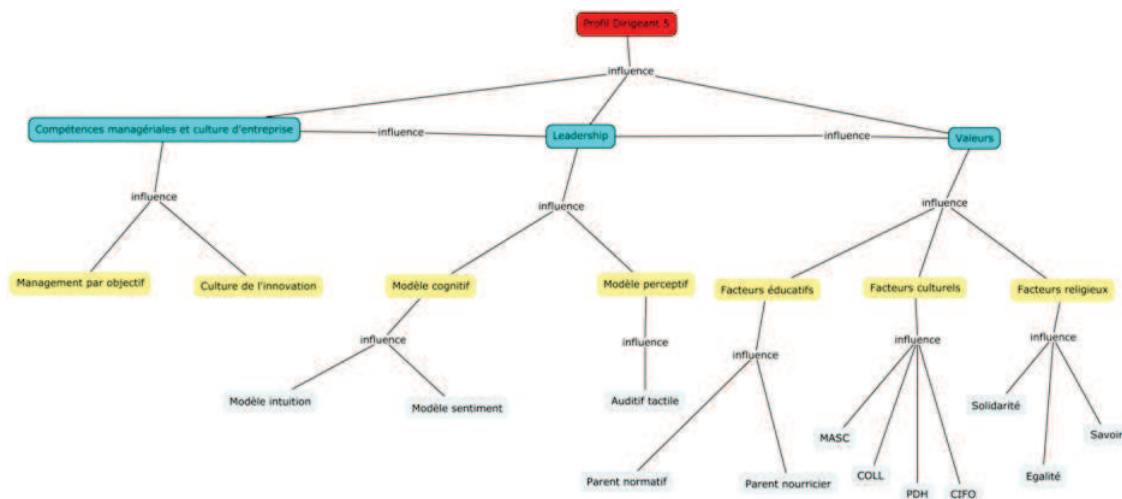 Profil Dirigeant 5
influence
Compétences managériales et culture d'entreprise
influence
Leadership
influence
Valeurs
influence
influence
influence
Management par objectif
Culture de l'innovation
Modèle cognitif
Modèle perceptif
Facteurs éducatifs
Facteurs culturels
Facteurs religieux
influence
influence
influence
influence
influence
Modèle intuition
Modèle sentiment
Auditif tactile
Solidarité
MASC
Savoir
COLL
Egalité
Parent normatif
Parent nourricier
PDH
CIFO